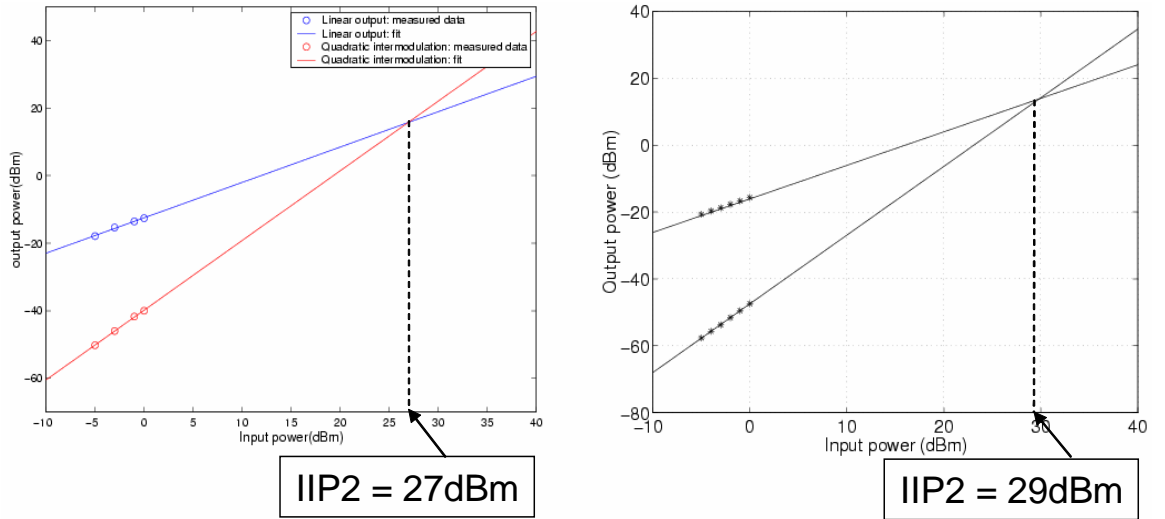 Linear output: measured data
Linear output: fit
Quadratic intermodulation: measured data
Quadratic intermodulation: fit
40
20
0
−20
−40
−60
output power(dBm)
−10 −5 0 5 10 15 20 25 30 35 40
Input power(dBm)
IIP2 = 27dBm
40
20
0
−20
−40
−60
−80
Output power (dBm)
−10 0 10 20 30 40
Input power (dBm)
IIP2 = 29dBm